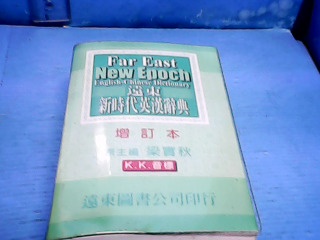 Far East
New Epoch
English-Chinese Dictionary
遠東
新時代英漢辭典
增訂本
主編 梁實秋
K.K.音標
遠東圖書公司印行